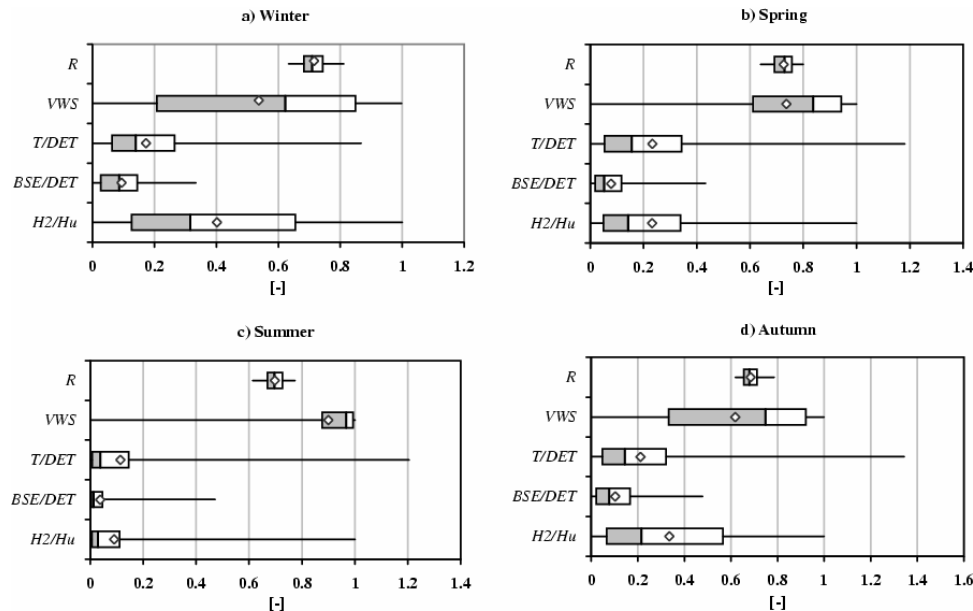 a) Winter
R
VWS
T/DET
BSE/DET
H2/Hu
0 0.2 0.4 0.6 0.8 1 1.2
[-]
b) Spring
R
VWS
T/DET
BSE/DET
H2/Hu
0 0.2 0.4 0.6 0.8 1 1.2 1.4
[-]
c) Summer
R
VWS
T/DET
BSE/DET
H2/Hu
0 0.2 0.4 0.6 0.8 1 1.2 1.4
[-]
d) Autumn
R
VWS
T/DET
BSE/DET
H2/Hu
0 0.2 0.4 0.6 0.8 1 1.2 1.4 1.6
[-]